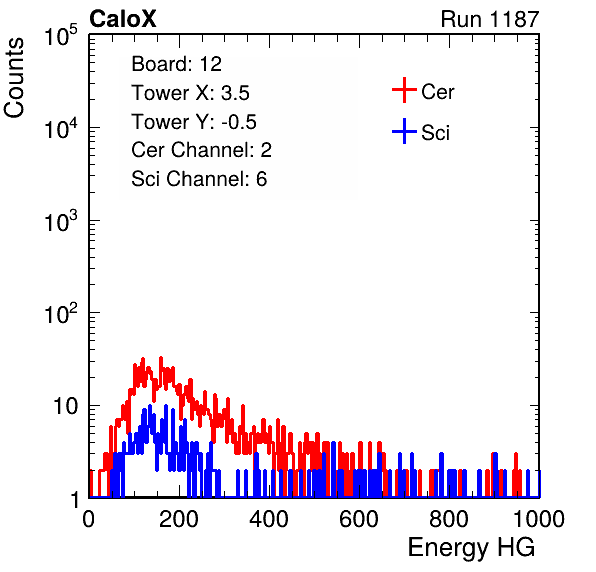 CaloX Run 1187
Counts
10^5
10^4
10^3
10^2
10
1
Board: 12
Tower X: 3.5
Tower Y: -0.5
Cer Channel: 2
Sci Channel: 6
Cer
Sci
0 200 400 600 800 1000
Energy HG